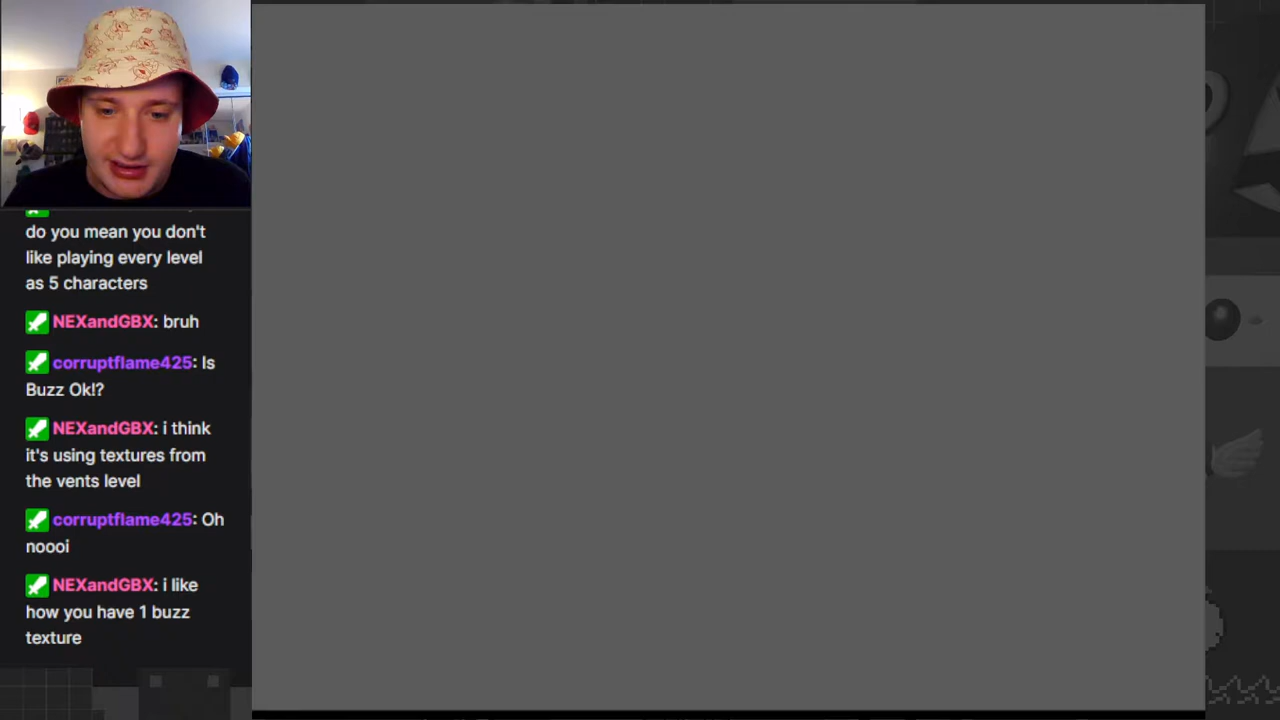 do you mean you don't
like playing every level
as 5 characters
NEXandGBX: bruh
corruptflame425: Is
Buzz Ok!?
NEXandGBX: i think
it's using textures from
the vents level
corruptflame425: Oh
noooi
NEXandGBX: i like
how you have 1 buzz
texture